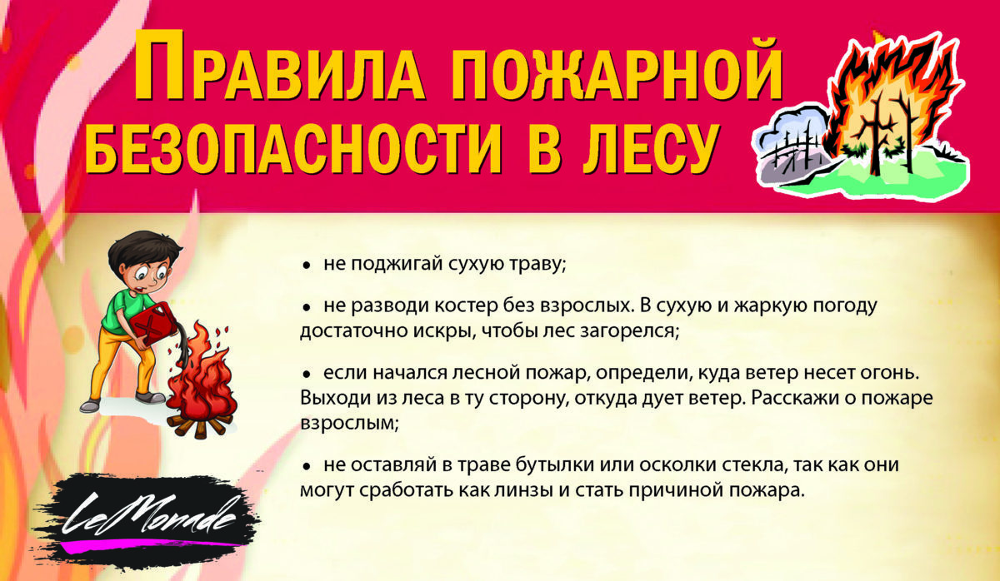 Правила пожарной
безопасности в лесу
• не поджигай сухую траву;
• не разводи костер без взрослых. В сухую и жаркую погоду
достаточно искры, чтобы лес загорелся;
• если начался лесной пожар, определи, куда ветер несет огонь.
Выходи из леса в ту сторону, откуда дует ветер. Расскажи о пожаре
взрослым;
• не оставляй в траве бутылки или осколки стекла, так как они
могут сработать как линзы и стать причиной пожара.
LeMonade